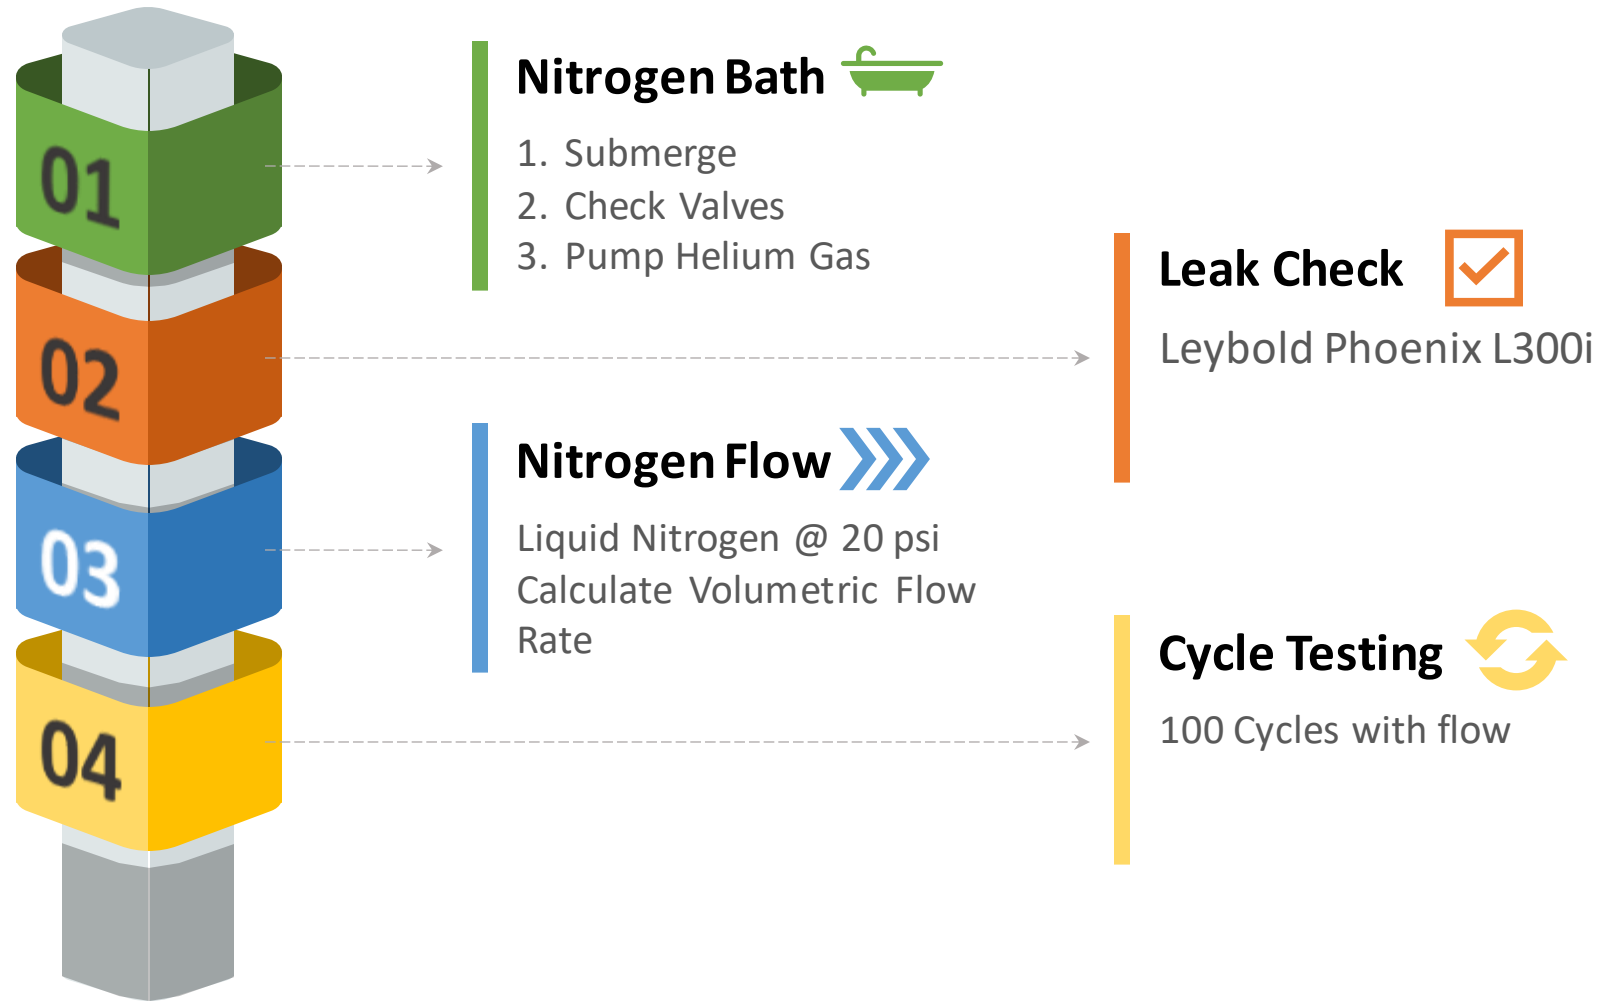 01
Nitrogen Bath
1. Submerge
2. Check Valves
3. Pump Helium Gas
02
Leak Check
Leybold Phoenix L300i
03
Nitrogen Flow
Liquid Nitrogen @ 20 psi
Calculate Volumetric Flow
Rate
04
Cycle Testing
100 Cycles with flow